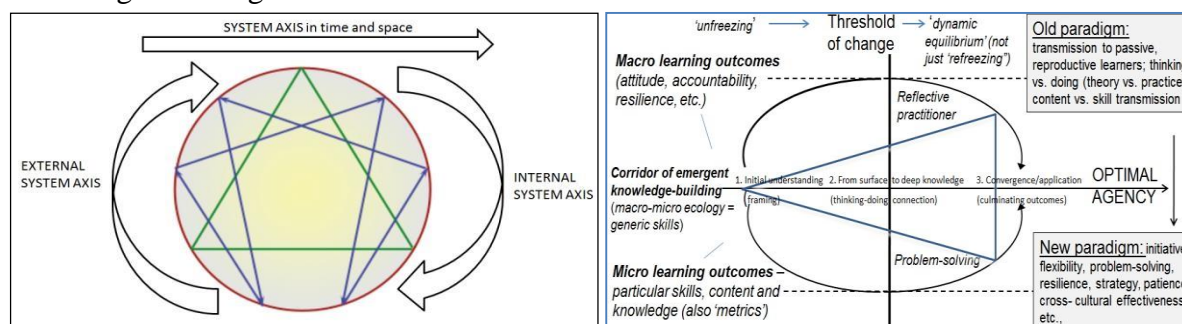 SYSTEM AXIS in time and space
EXTERNAL
SYSTEM AXIS
INTERNAL
SYSTEM AXIS
'unfreezing'
Threshold
of change
'dynamic
equilibrium' (not
just 'refreezing")
Old paradigm:
transmission to passive,
reproductive learners; thinking
vs. doing (theory vs. practice
content vs. skill transmission
Macro learning outcomes
(attitude, accountability,
resilience, etc.)
Reflective
practitioner
Corridor of emergent
knowledge-building
(macro-micro ecology =
generic skills)
1. Initial understanding
(framing)
2. From surface to deep knowledge
(thinking-doing connection)
3. Convergence/application
(culminating outcomes)
OPTIMAL
AGENCY
Micro learning outcomes –
particular skills, content and
knowledge (also 'metrics')
Problem-solving
New paradigm: initiative
flexibility, problem-solving,
resilience, strategy, patience
cross- cultural effectiveness
etc.,